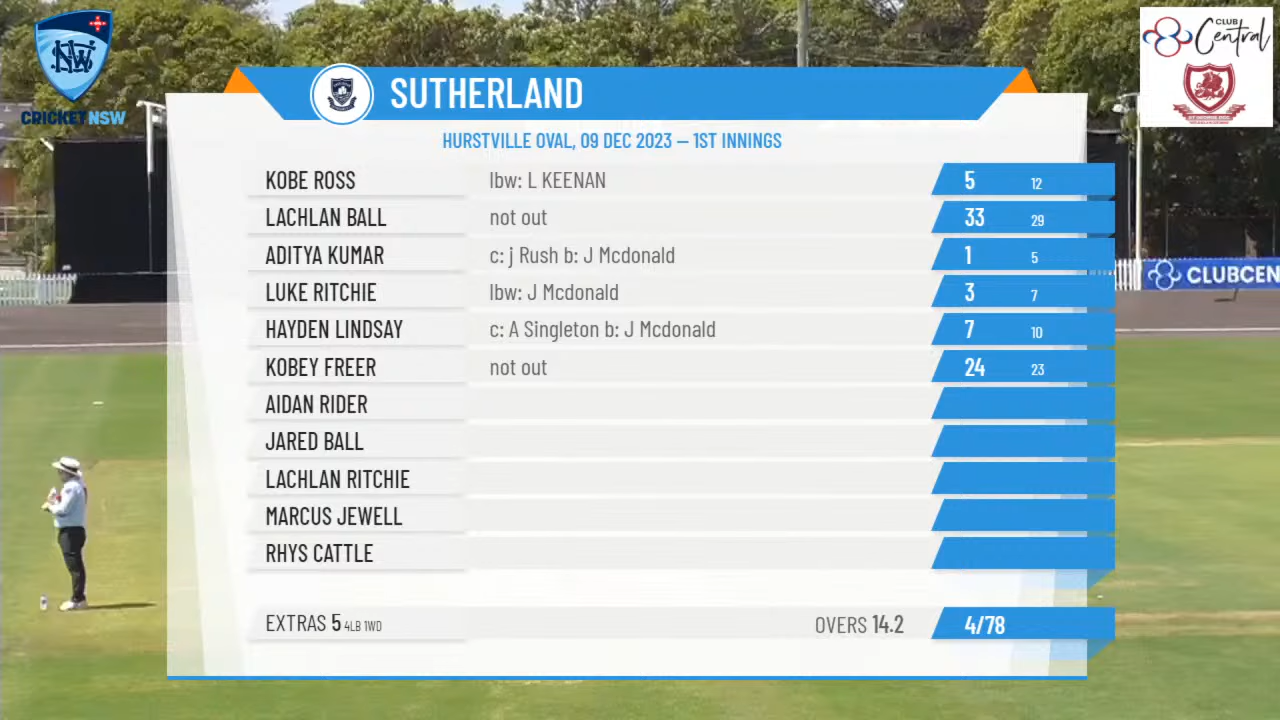 CRICKET NSW
CLUB
Central
SUTHERLAND
HURSTVILLE OVAL, 09 DEC 2023 – 1ST INNINGS
KOBE ROSS lbw: L KEENAN 5 12
LACHLAN BALL not out 33 29
ADITYA KUMAR c: j Rush b: J Mcdonald 1 5
LUKE RITCHIE lbw: J Mcdonald 3 7
HAYDEN LINDSAY c: A Singleton b: J Mcdonald 7 10
KOBEY FREER not out 24 23
AIDAN RIDER
JARED BALL
LACHLAN RITCHIE
MARCUS JEWELL
RHYS CATTLE
EXTRAS 5 4LB 1WD OVERS 14.2 4/78
CLUBCEN